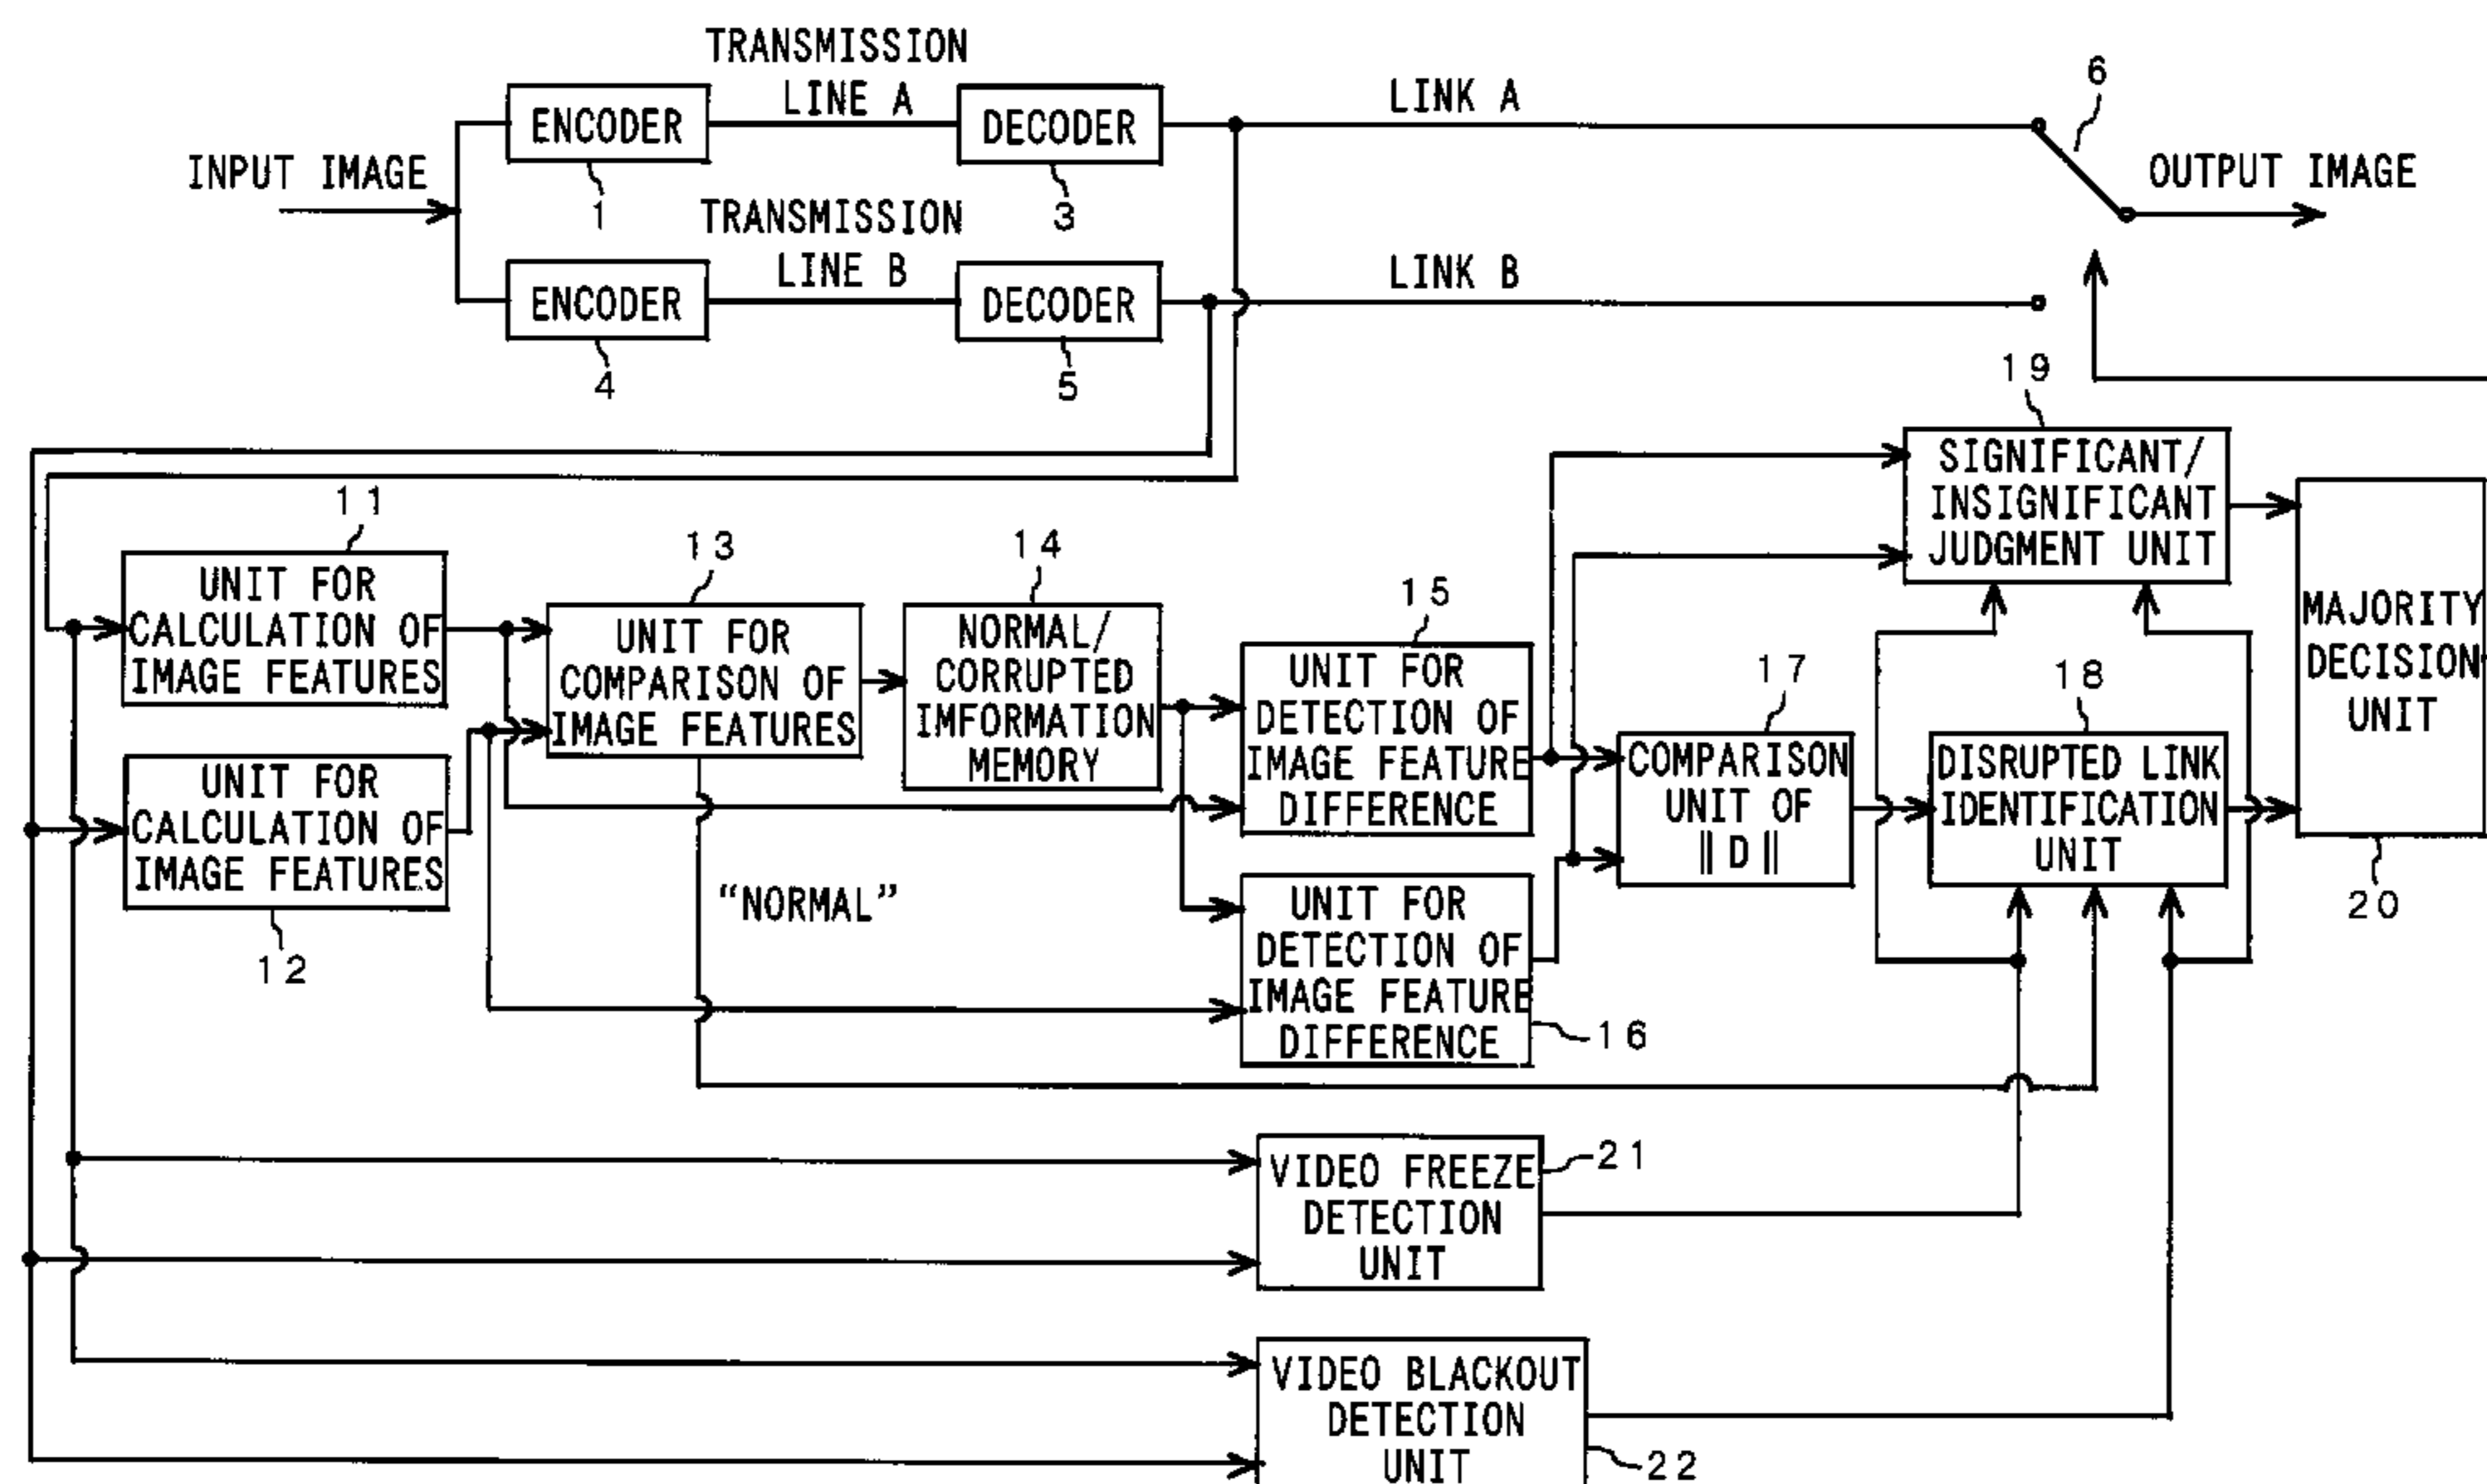 TRANSMISSION
LINE A
ENCODER
1
DECODER
3
LINK A
6
INPUT IMAGE
OUTPUT IMAGE
TRANSMISSION
LINE B
ENCODER
4
DECODER
5
LINK B
19
SIGNIFICANT/
INSIGNIFICANT
JUDGMENT UNIT
11
UNIT FOR
CALCULATION OF
IMAGE FEATURES
13
UNIT FOR
COMPARISON OF
IMAGE FEATURES
14
NORMAL/
CORRUPTED
IMFORMATION
MEMORY
15
UNIT FOR
DETECTION OF
IMAGE FEATURE
DIFFERENCE
17
COMPARISON
UNIT OF
‖D‖
18
DISRUPTED LINK
IDENTIFICATION
UNIT
MAJORITY
DECISION
UNIT
20
UNIT FOR
CALCULATION OF
IMAGE FEATURES
12
“NORMAL”
UNIT FOR
DETECTION OF
IMAGE FEATURE
DIFFERENCE
16
VIDEO FREEZE
DETECTION
UNIT
21
VIDEO BLACKOUT
DETECTION
UNIT
22